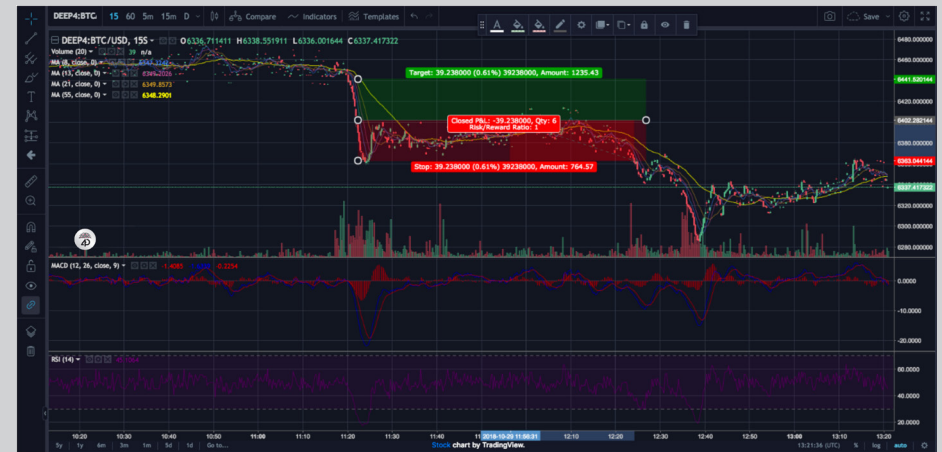 DEEP4:BTC/ 15 60 5m 15m D Compare Indicators Templates Save
DEEP4:BTC/USD, 15S O6336.711411 H6338.551911 L6336.001644 C6337.417322
Volume (20) 39 n/a
MA (8, close, 0)
MA (13, close, 0)
MA (21, close, 0) 6349.8573
MA (55, close, 0) 6348.2901
Target: 39.238000 (0.61%) 39238000, Amount: 1235.43
Closed P&L: -39.238000, Qty: 6
Risk/Reward Ratio: 1
Stop: 39.238000 (0.61%) 39238000, Amount: 764.57
6480.000000
6441.520144
6420.000000
6402.282144
6380.000000
6363.044144
6337.417322
6320.000000
6300.000000
6280.000000
MACD (12, 26, close, 9)
0.0000
-10.0000
-20.0000
RSI (14)
60.0000
40.0000
20.0000
10:20 10:30 10:40 10:50 11:00 11:10 11:20 11:30 11:40 11 2018-10-29 11:56:31 12:10 12:20 12:30 12:40 12:50 13:00 13:10 13:20
5y 1y 6m 3m 1m 5d 1d Go to...
Stock chart by TradingView.
13:21:36 (UTC) % log auto